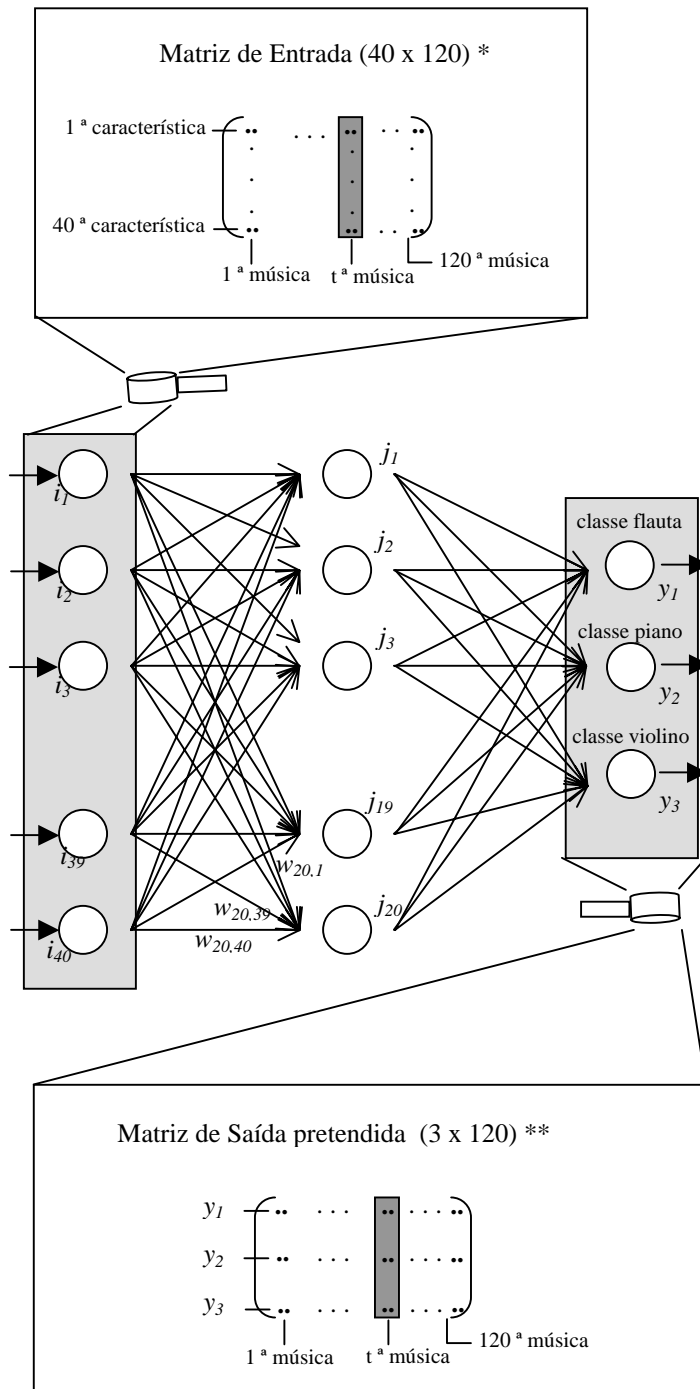 Matriz de Entrada (40 x 120) *
1 ª característica
40 ª característica
1 ª música
t ª música
120 ª música
i1
i2
i3
i39
i40
j1
j2
j3
j19
j20
w20,1
w20,39
w20,40
classe flauta
y1
classe piano
y2
classe violino
y3
Matriz de Saída pretendida (3 x 120) **
y1
y2
y3
1 ª música
t ª música
120 ª música